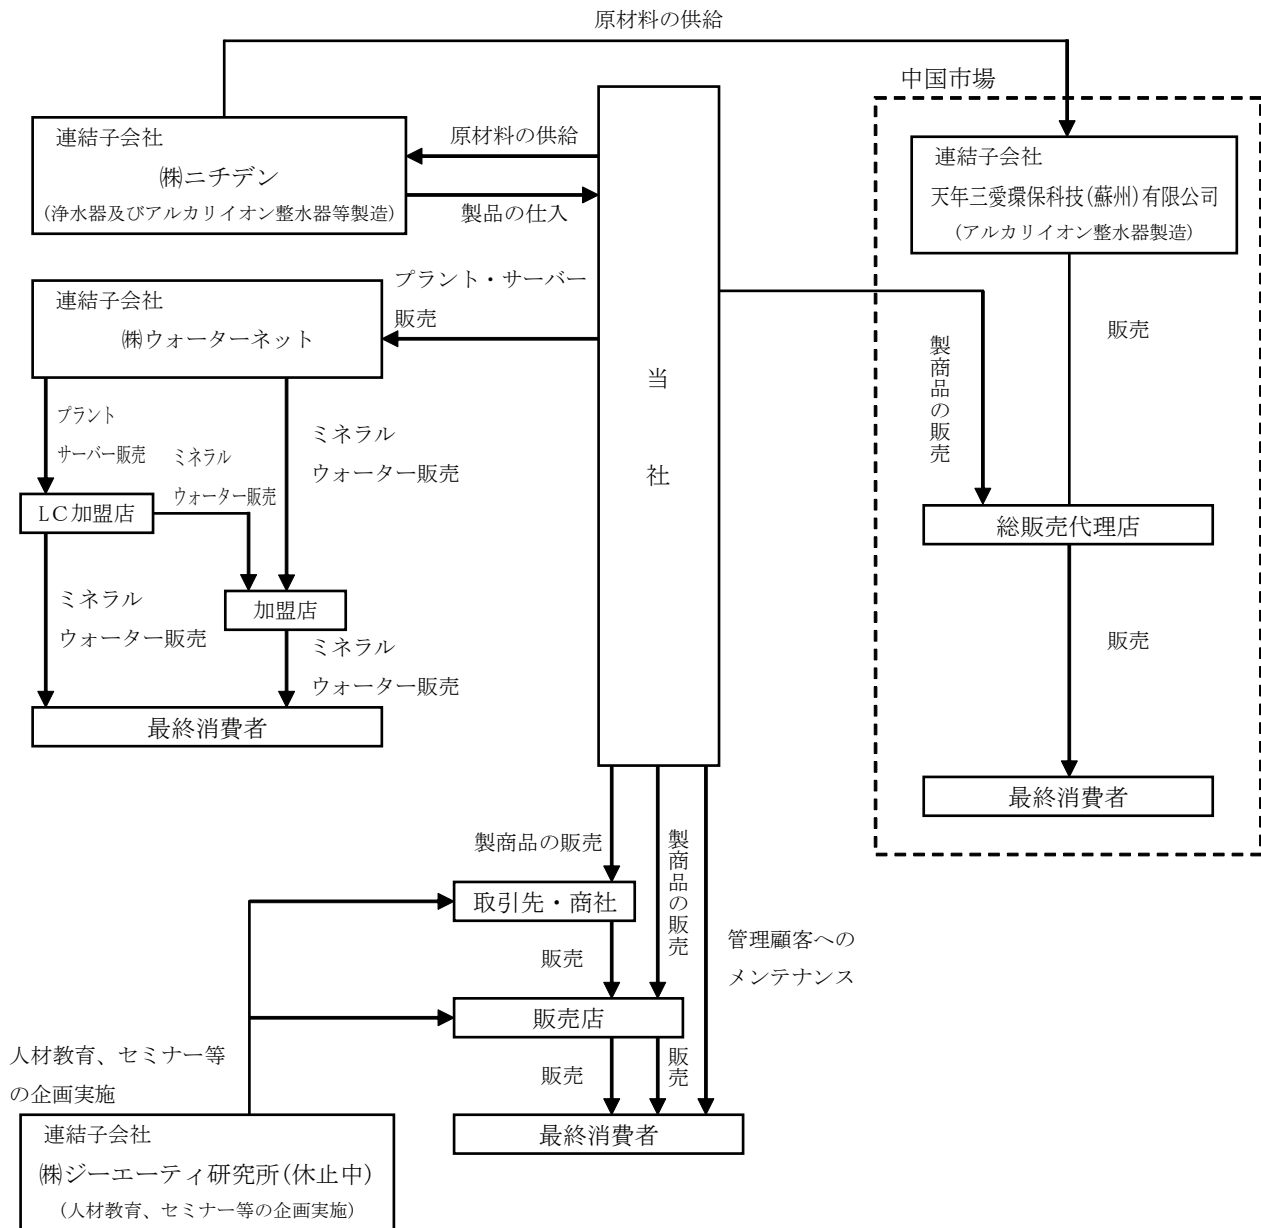 原材料の供給
中国市場
連結子会社
㈱ニチデン
(浄水器及びアルカリイオン整水器等製造)
原材料の供給
製品の仕入
連結子会社
天年三愛環保科技(蘇州)有限公司
(アルカリイオン整水器製造)
連結子会社
㈱ウォーターネット
プラント・サーバー
販売
当社
製商品の販売
販売
プラント
サーバー販売
ミネラル
ウォーター販売
ミネラル
ウォーター販売
LC加盟店
総販売代理店
加盟店
ミネラル
ウォーター販売
ミネラル
ウォーター販売
販売
最終消費者
最終消費者
製商品の販売
製商品の販売
取引先・商社
管理顧客への
メンテナンス
販売
販売店
人材教育、セミナー等
の企画実施
販売
販売
最終消費者
連結子会社
㈱ジーエーティ研究所(休止中)
(人材教育、セミナー等の企画実施)